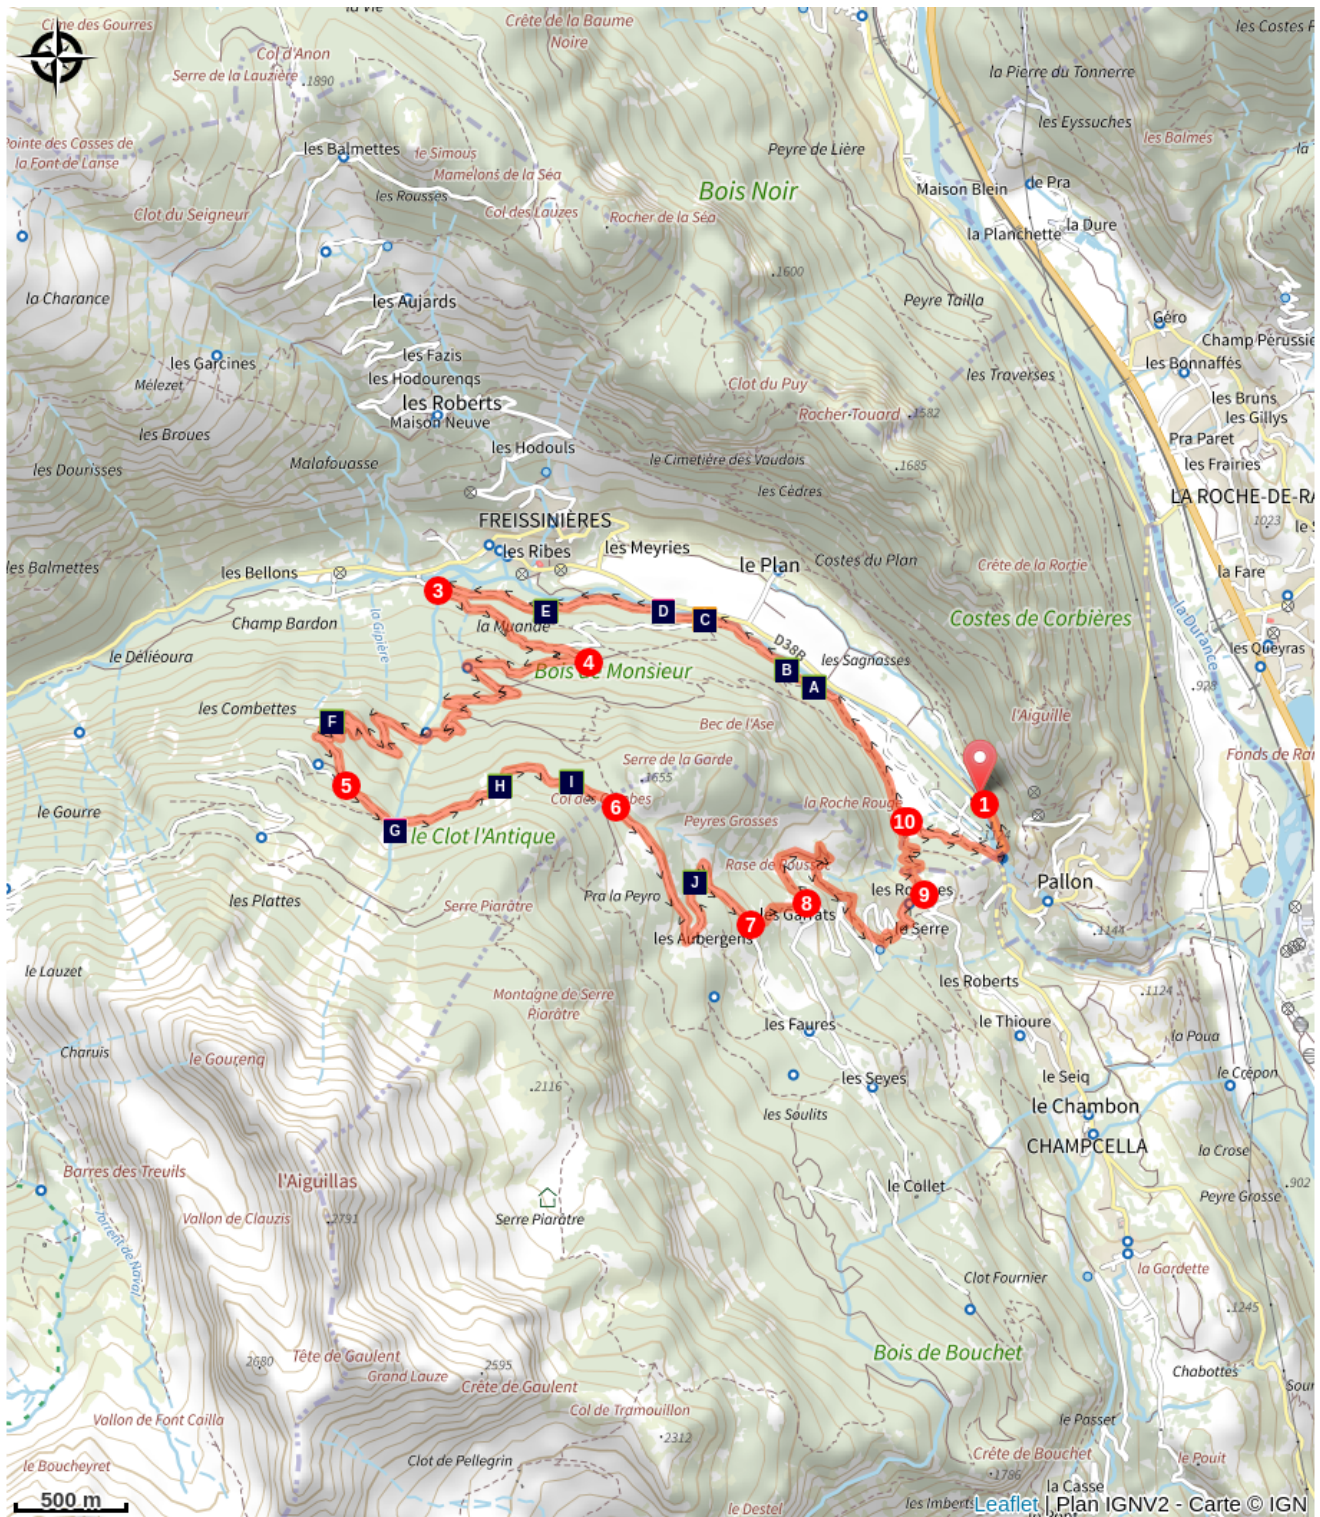 la Vie
Cime des Gourres
Crête de la Baume
Noire
les Costes
Col d'Anon
Serre de la Lauzière
1890
la Pierre du Tonnerre
les Eyssuches
les Balmes
Pointe des Casses de
la Font de Lanse
les Balmettes
le Simous
Mamelons de la Séa
Peyre de Lière
Bois Noir
Maison Blein
de Pra
les Rousses
Clot du Seigneur
Col des Lauzes
Rocher de la Séa
la Planchette
la Dure
1600
la Charance
les Aujards
Peyre Tailla
Géro
Champ Pérussie
les Garcines
Mélezet
les Fazis
les Hodourenqs
les Roberts
Maison Neuve
Clot du Puy
les Traverses
les Bonnaffés
les Bruns
les Gillys
Rocher Touard
1582
les Broues
les Hodouls
Pra Paret
les Dourisses
Malafouasse
le Cimetière des Vaudois
1685
les Frairies
les Cèdres
LA ROCHE-DE-RA
1023
FREISSINIÈRES
les Ribes
les Meyries
le Plan
Costes du Plan
Crête de la Rortie
la Fare
les Balmettes
les Bellons
3
E
D
C
Champ Bardon
la Gipière
la Muande
Costes de Corbières
la Durance
D38B
les Queyras
le Déliéoura
4
Bois de Monsieur
B
A
les Sagnasses
928
les Combettes
F
Bec de l'Ase
l'Aiguille
Serre de la Garde
1655
Fonds de Ra
5
H
I
Col des
6
la Roche Rouge
1
le Gourre
G
le Clot l'Antique
Peyres Grosses
10
Rase de
J
Pallon
les Plattes
Serre Piarâtre
Pra la Peyro
8
9
les Garrats
7
les Aubergens
le Serre
1144
le Lauzet
Montagne de Serre
Piarâtre
les Roberts
1124
les Faures
le Thioure
la Poua
Charuis
le Gourenq
2116
les Seyes
le Seiq
le Crépon
les Soulits
le Chambon
CHAMPCELLA
la Crose
Barres des Treuils
l'Aiguillas
le Collet
Peyre Grosse
902
Vallon de Clauzis
2791
Serre Piarâtre
Torrent de Naval
Clot Fournier
la Gardette
1245
Tête de Gaulent
2680
2595
Grand Lauze
Crête de Gaulent
Bois de Bouchet
Chabottes
Vallon de Font Cailla
Col de Tramouillon
2312
le Passet
le Boucheyret
Clot de Pellegrin
Crête de Bouchet
1786
le Pouit
la Casse
500 m
le Destel
les Imberts
Leaflet | Plan IGNV2 - Carte © IGN